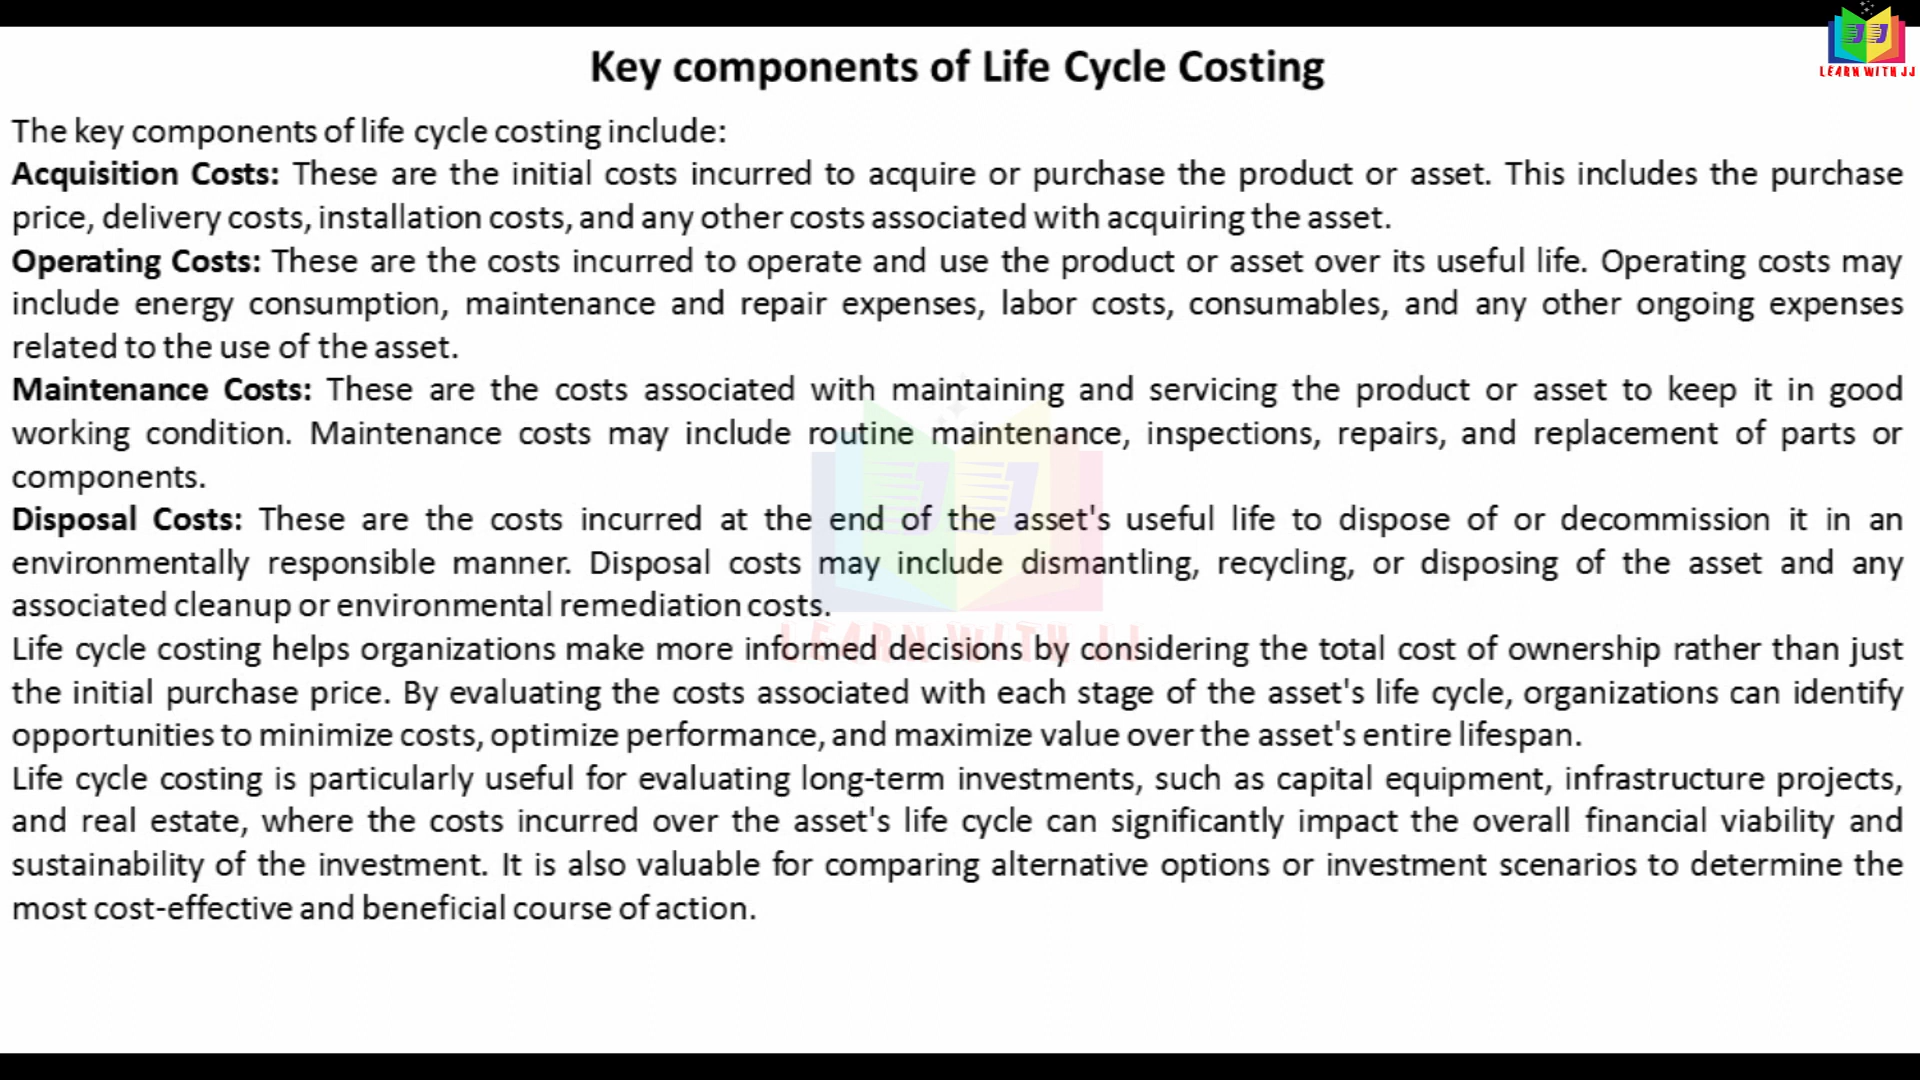 Key components of Life Cycle Costing
LEARN WITH JJ
The key components of life cycle costing include:
Acquisition Costs: These are the initial costs incurred to acquire or purchase the product or asset. This includes the purchase
price, delivery costs, installation costs, and any other costs associated with acquiring the asset.
Operating Costs: These are the costs incurred to operate and use the product or asset over its useful life. Operating costs may
include energy consumption, maintenance and repair expenses, labor costs, consumables, and any other ongoing expenses
related to the use of the asset.
Maintenance Costs: These are the costs associated with maintaining and servicing the product or asset to keep it in good
working condition. Maintenance costs may include routine maintenance, inspections, repairs, and replacement of parts or
components.
Disposal Costs: These are the costs incurred at the end of the asset's useful life to dispose of or decommission it in an
environmentally responsible manner. Disposal costs may include dismantling, recycling, or disposing of the asset and any
associated cleanup or environmental remediation costs.
LEARN WITH JJ
Life cycle costing helps organizations make more informed decisions by considering the total cost of ownership rather than just
the initial purchase price. By evaluating the costs associated with each stage of the asset's life cycle, organizations can identify
opportunities to minimize costs, optimize performance, and maximize value over the asset's entire lifespan.
Life cycle costing is particularly useful for evaluating long-term investments, such as capital equipment, infrastructure projects,
and real estate, where the costs incurred over the asset's life cycle can significantly impact the overall financial viability and
sustainability of the investment. It is also valuable for comparing alternative options or investment scenarios to determine the
most cost-effective and beneficial course of action.